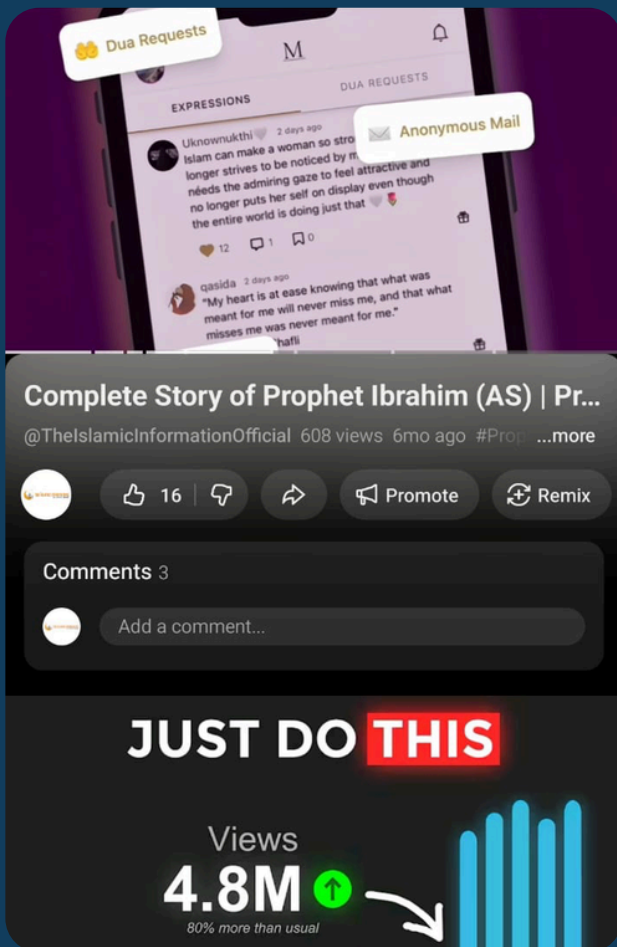 Dua Requests
M
EXPRESSIONS
DUA REQUESTS
Anonymous Mail
Uknownukthi 2 days ago
Islam can make a woman so
longer strives to be noticed by
needs the admiring gaze to feel attractive and
no longer puts her self on display even though
the entire world is doing just that
12 1 0
qasida 2 days ago
"My heart is at ease knowing that what was
meant for me will never miss me, and that what
misses me was never meant for me."
hafii
Complete Story of Prophet Ibrahim (AS) | Pr...
@TheIslamicInformationOfficial 608 views 6mo ago #Prop ...more
16
Promote
Remix
Comments 3
Add a comment...
JUST DO THIS
Views
4.8M
80% more than usual